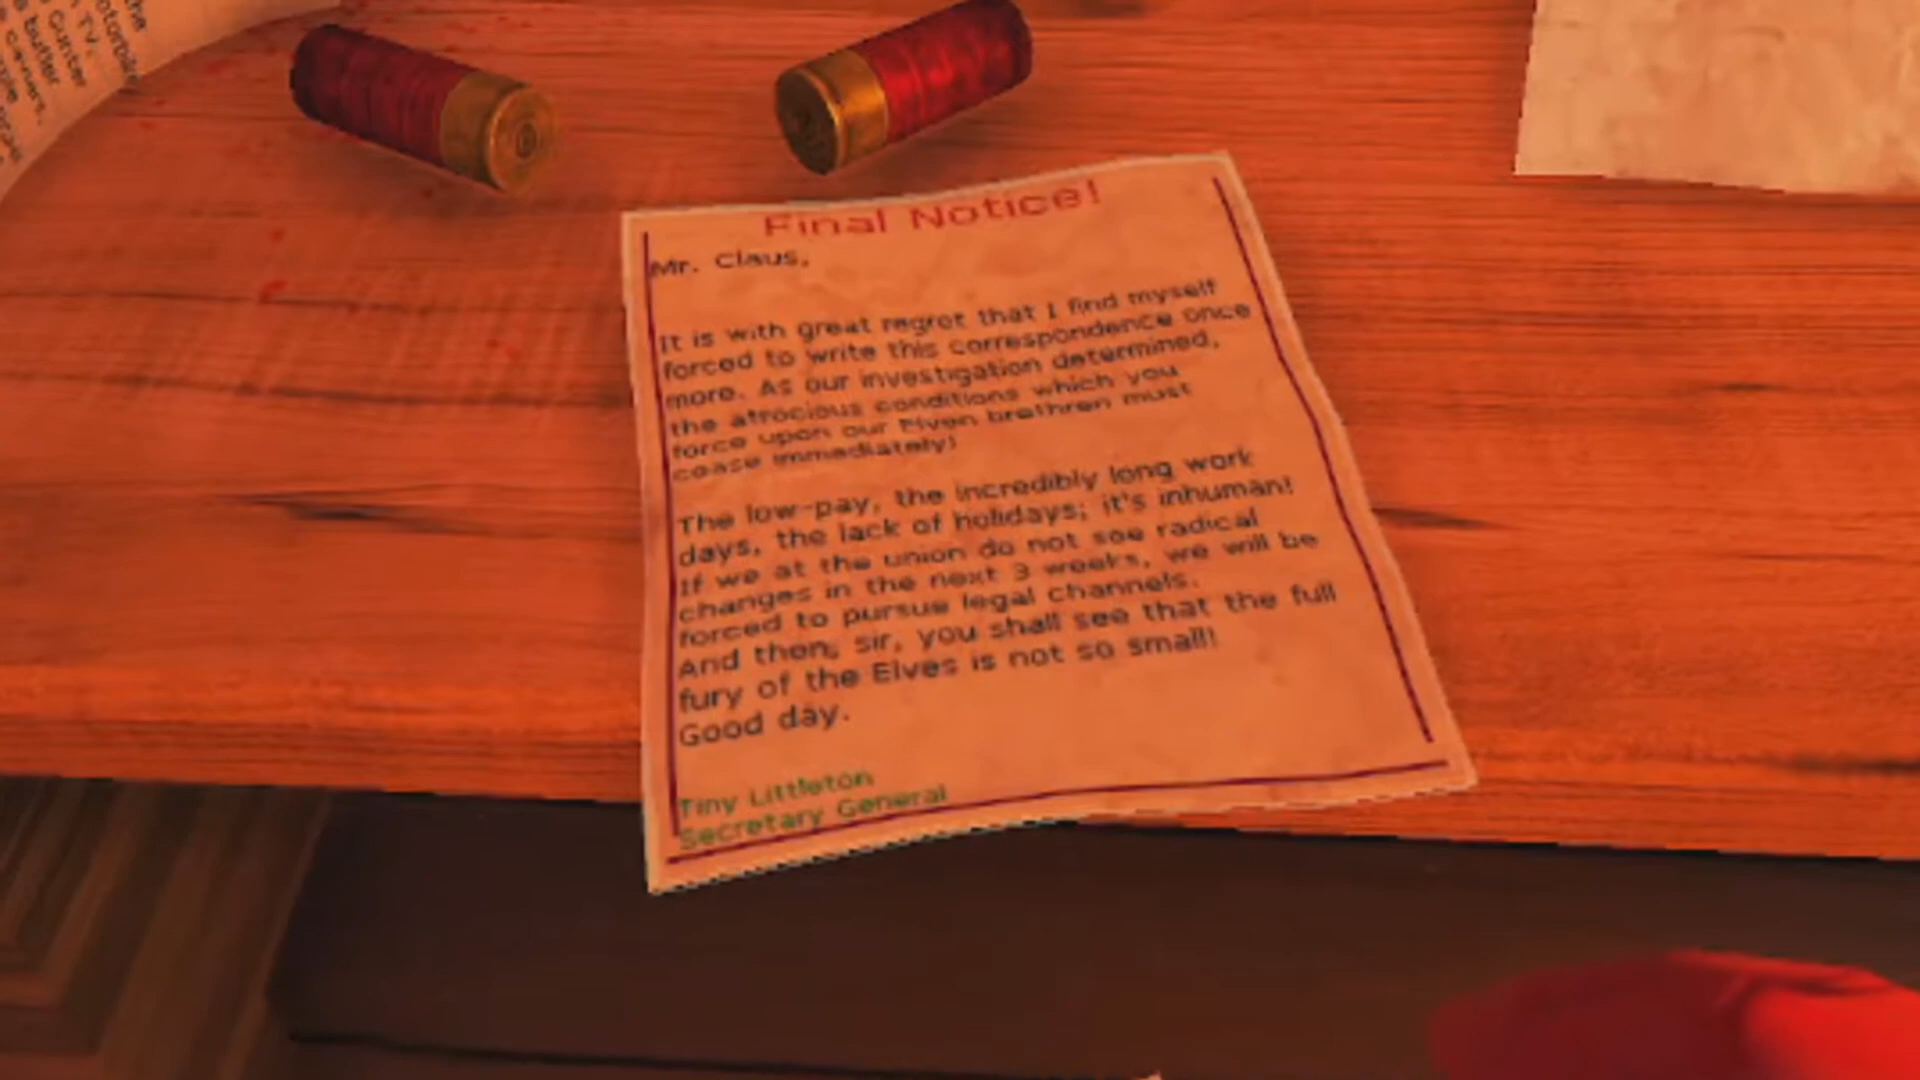 the
TV,
Gunter
butler
Final Notice!
Mr. Claus,
It is with great regret that I find myself
forced to write this correspondence once
more. As our investigation determined,
the atrocious conditions which you
force upon our Elven brethren must
cease immediately!
The low-pay, the incredibly long work
days, the lack of holidays; it's inhuman!
If we at the union do not see radical
changes in the next 3 weeks, we will be
forced to pursue legal channels.
And then, sir, you shall see that the full
fury of the Elves is not so small!
Good day.
Tiny Littleton
Secretary General